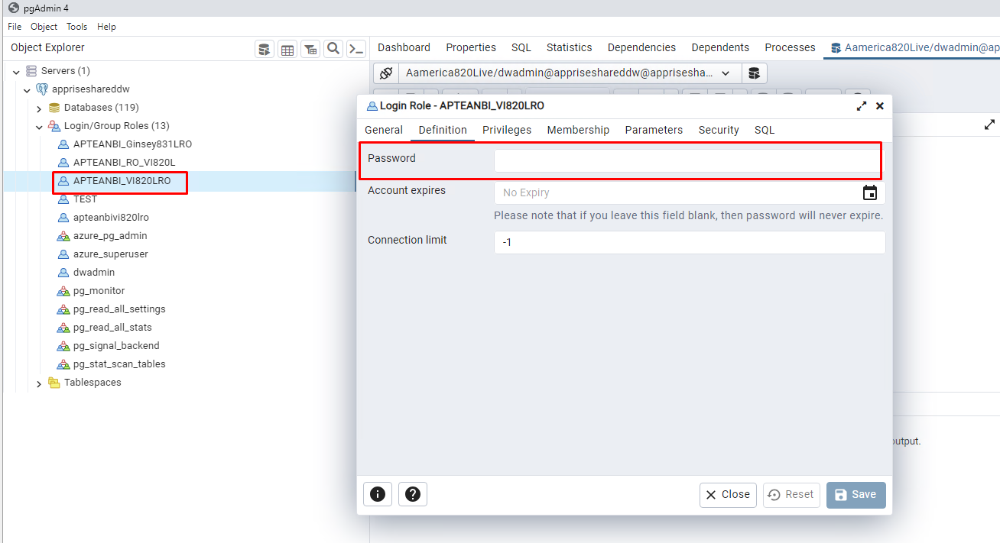 pgAdmin 4
File Object Tools Help
Object Explorer
Dashboard Properties SQL Statistics Dependencies Dependents Processes Aamerica820Live/dwadmin@ap
Servers (1)
Aamerica820Live/dwadmin@appriseshareddw@apprisesha...
appriseshareddw
Databases (119)
Login/Group Roles (13)
APTEANBI_Ginsey831LRO
APTEANBI_RO_VI820L
APTEANBI_VI820LRO
TEST
apteanbivi820lro
azure_pg_admin
azure_superuser
dwadmin
pg_monitor
pg_read_all_settings
pg_read_all_stats
pg_signal_backend
pg_stat_scan_tables
Tablespaces
Login Role - APTEANBI_VI820LRO
General Definition Privileges Membership Parameters Security SQL
Password
Account expires No Expiry
Please note that if you leave this field blank, then password will never expire.
Connection limit -1
output.
Close Reset Save